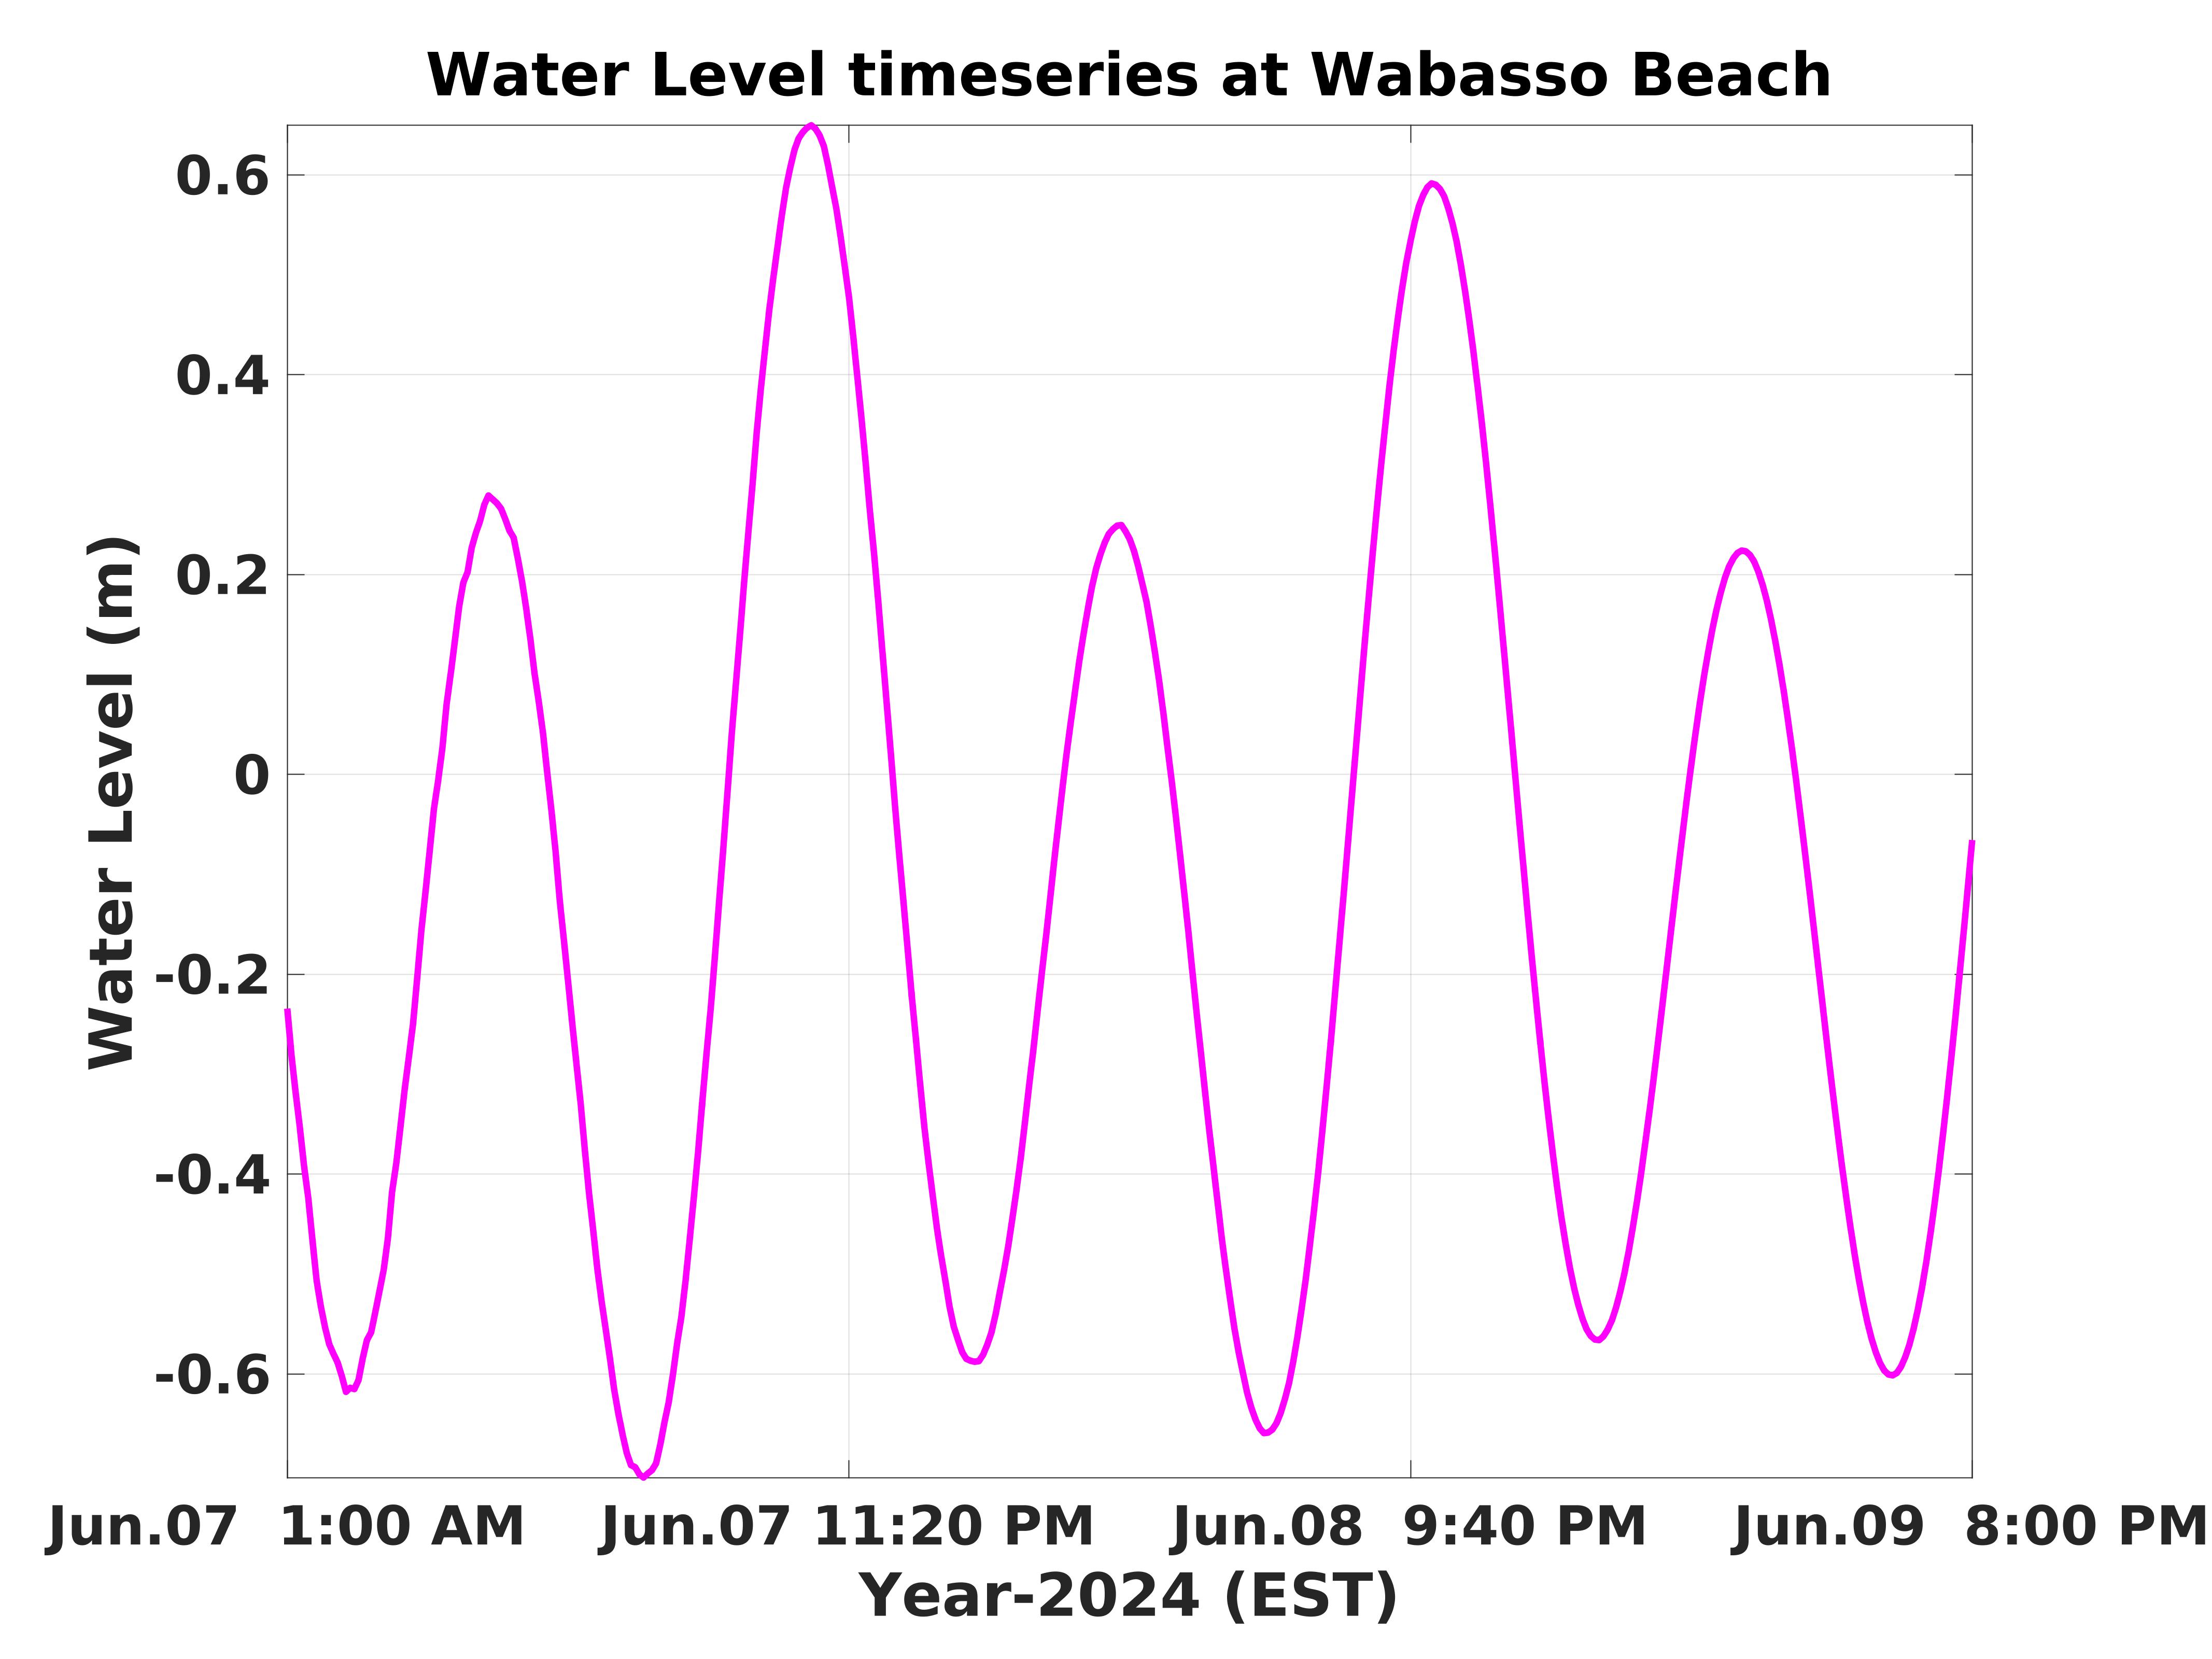 Water Level timeseries at Wabasso Beach
Water Level (m)
0.6
0.4
0.2
0
-0.2
-0.4
-0.6
Jun.07 1:00 AM Jun.07 11:20 PM Jun.08 9:40 PM Jun.09 8:00 PM
Year-2024 (EST)